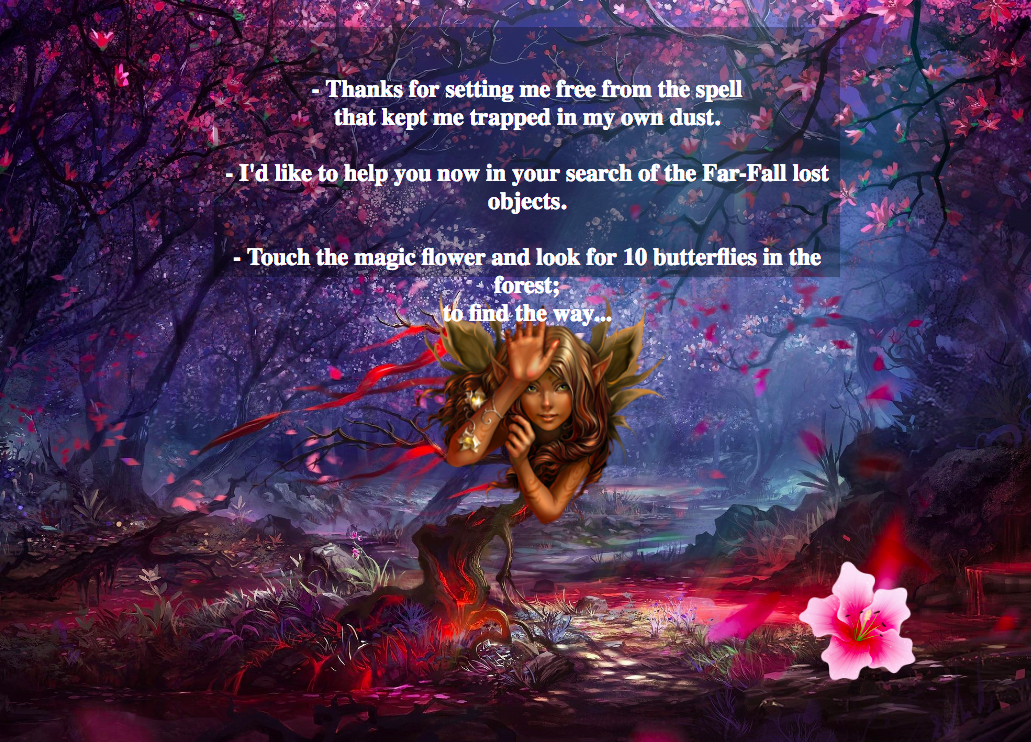 - Thanks for setting me free from the spell
that kept me trapped in my own dust.
- I'd like to help you now in your search of the Far-Fall lost
objects.
- Touch the magic flower and look for 10 butterflies in the
forest;
to find the way...